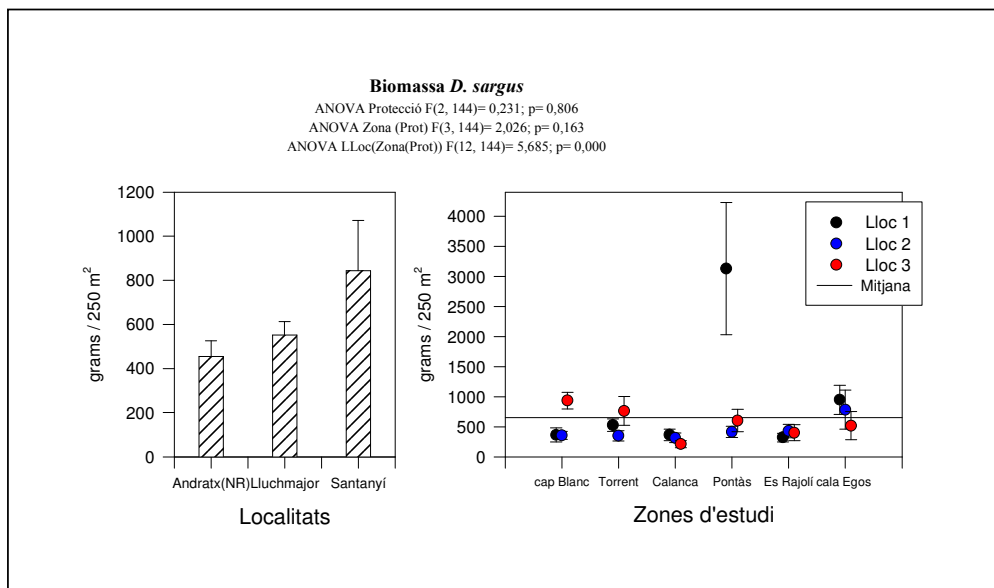 Biomassa D. sargus
ANOVA Protecció F(2, 144)= 0,231; p= 0,806
ANOVA Zona (Prot) F(3, 144)= 2,026; p= 0,163
ANOVA LLoc(Zona(Prot)) F(12, 144)= 5,685; p= 0,000
grams / 250 m²
1200
1000
800
600
400
200
0
Andratx(NR) Lluchmajor Santanyí
Localitats
grams / 250 m²
4000
3500
3000
2500
2000
1500
1000
500
0
Lloc 1
Lloc 2
Lloc 3
Mitjana
cap Blanc Torrent Calanca Pontàs Es Rajolí cala Egos
Zones d'estudi